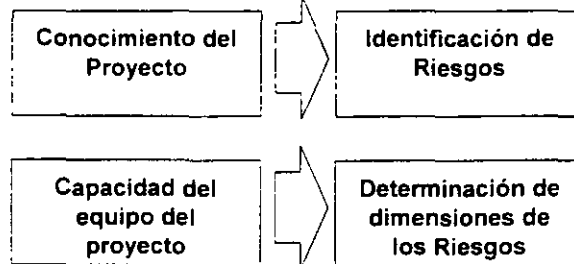 Conocimiento del
Proyecto
Identificación de
Riesgos
Capacidad del
equipo del
proyecto
Determinación de
dimensiones de
los Riesgos